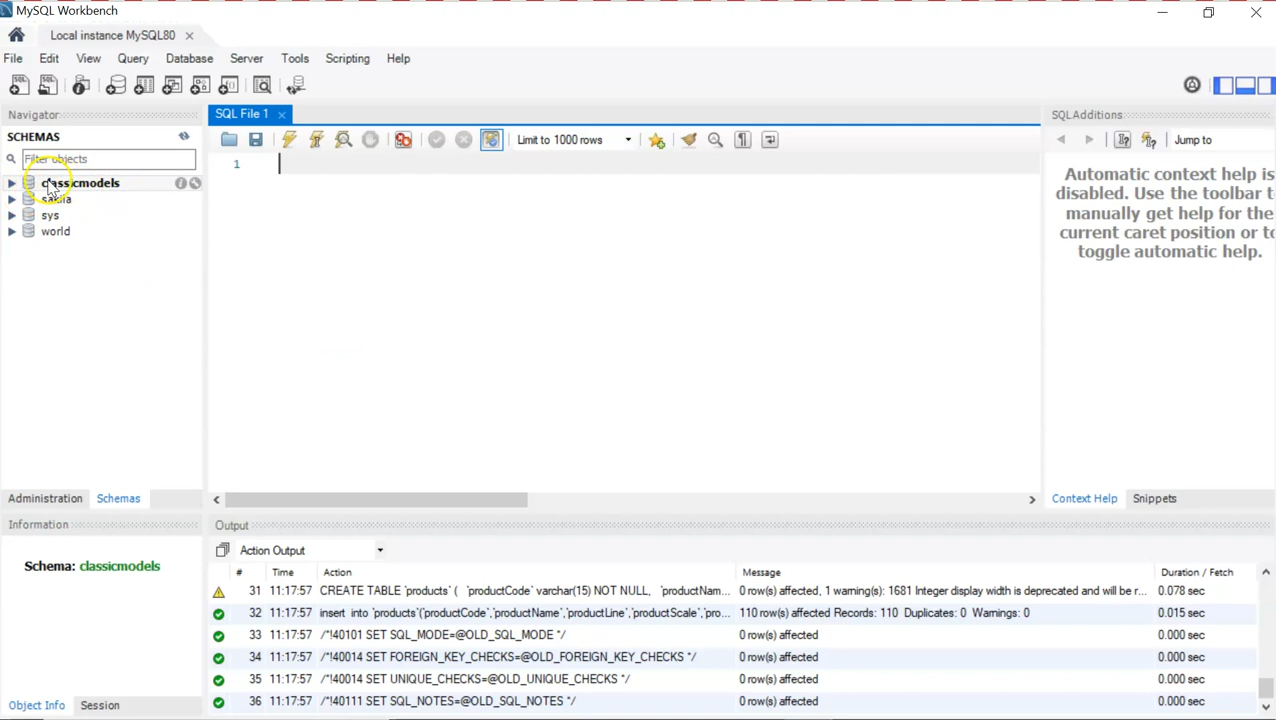 MySQL Workbench
Local instance MySQL80
File Edit View Query Database Server Tools Scripting Help
Navigator
SCHEMAS
Filter objects
classicmodels
sakila
sys
world
Administration Schemas
Information
Schema: classicmodels
Object Info Session
SQL File 1
Limit to 1000 rows
1
SQLAdditions
Jump to
Automatic context help is
disabled. Use the toolbar t
manually get help for the
current caret position or to
toggle automatic help.
Context Help Snippets
Output
Action Output
# Time Action Message Duration / Fetch
31 11:17:57 CREATE TABLE `products` ( `productCode` varchar(15) NOT NULL, `productNam... 0 row(s) affected, 1 warning(s): 1681 Integer display width is deprecated and will be r... 0.078 sec
32 11:17:57 insert into `products`(`productCode`,`productName`,`productLine`,`productScale`,`pro... 110 row(s) affected Records: 110 Duplicates: 0 Warnings: 0 0.015 sec
33 11:17:57 /*!40101 SET SQL_MODE=@OLD_SQL_MODE */ 0 row(s) affected 0.000 sec
34 11:17:57 /*!40014 SET FOREIGN_KEY_CHECKS=@OLD_FOREIGN_KEY_CHECKS */ 0 row(s) affected 0.000 sec
35 11:17:57 /*!40014 SET UNIQUE_CHECKS=@OLD_UNIQUE_CHECKS */ 0 row(s) affected 0.000 sec
36 11:17:57 /*!40111 SET SQL_NOTES=@OLD_SQL_NOTES */ 0 row(s) affected 0.000 sec